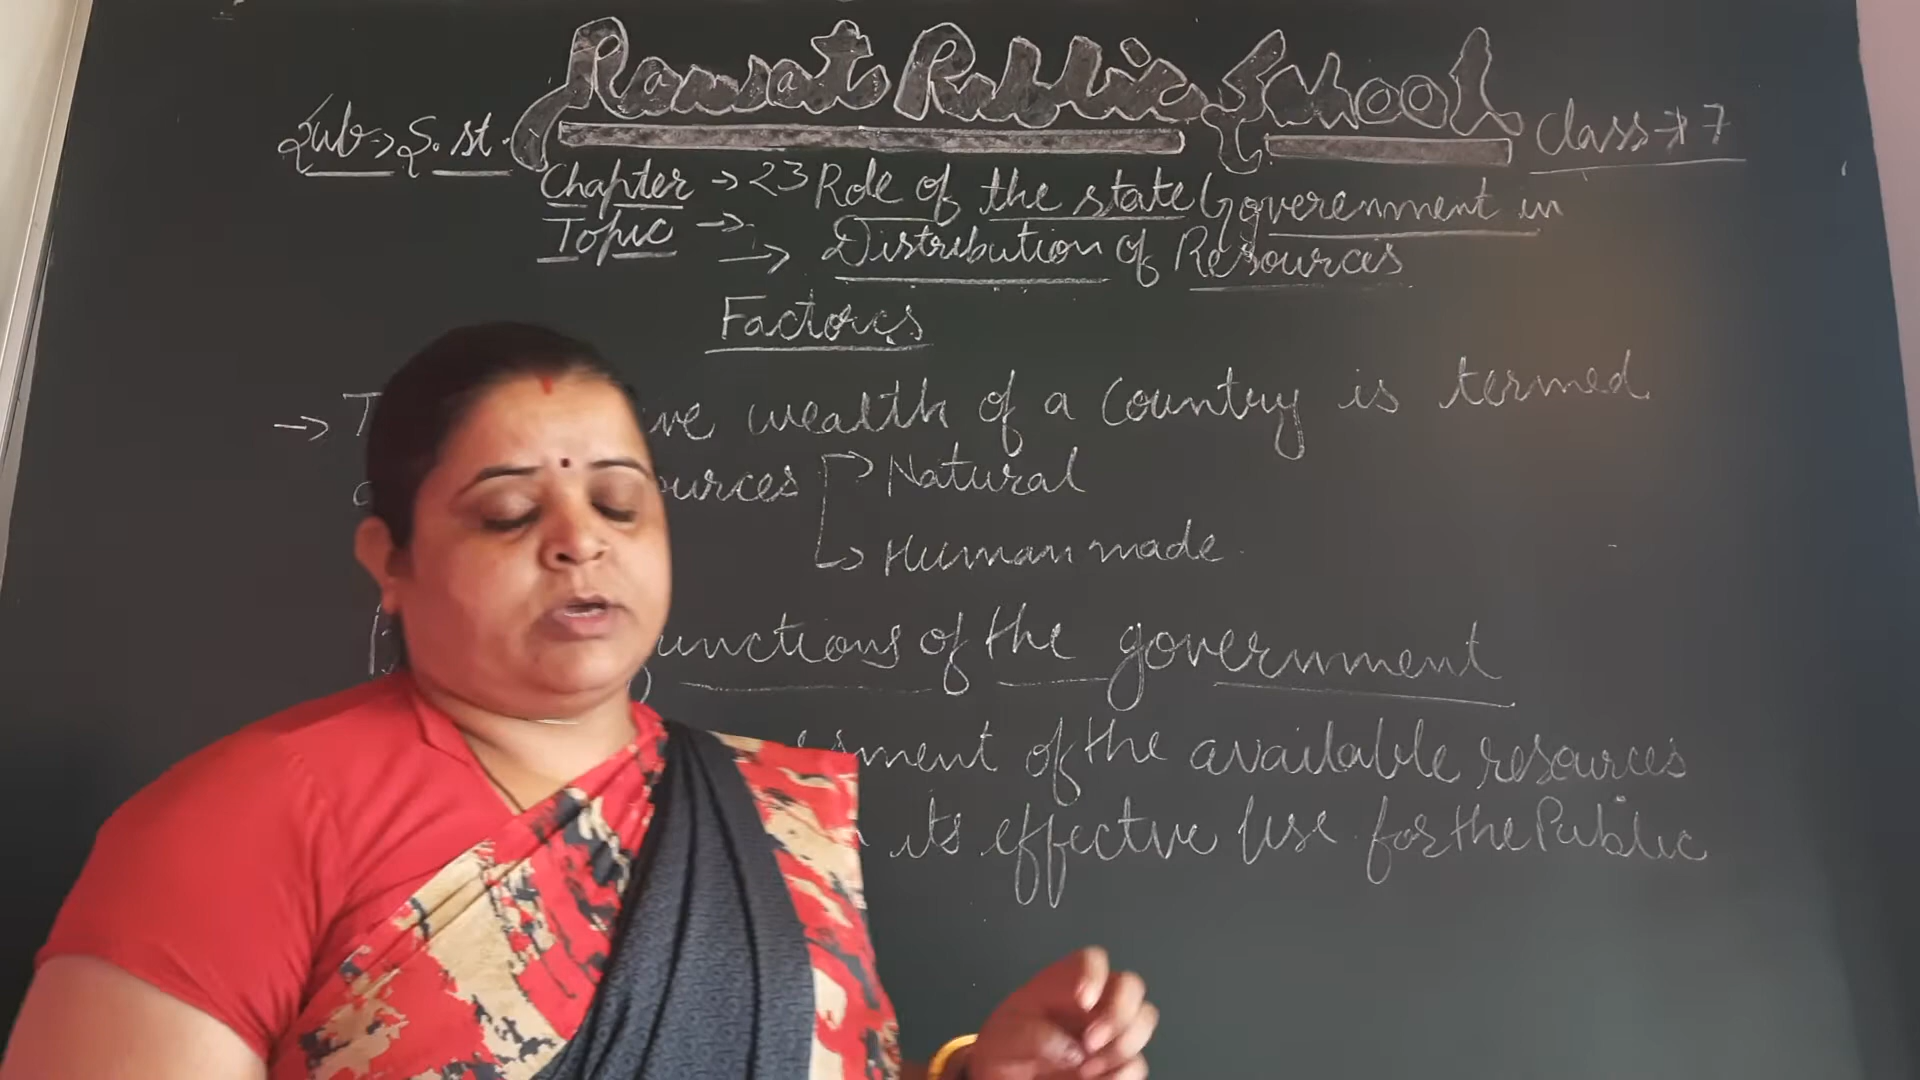 Rawat Public School
Sub → S.st.
Class → 7
Chapter → 23 Role of the state Goverenment in
Topic →
→ Distribution of Resources
Factors
→ wealth of a Country is termed
Natural
Human made
of the government
of the available resources
its effective use for the Public